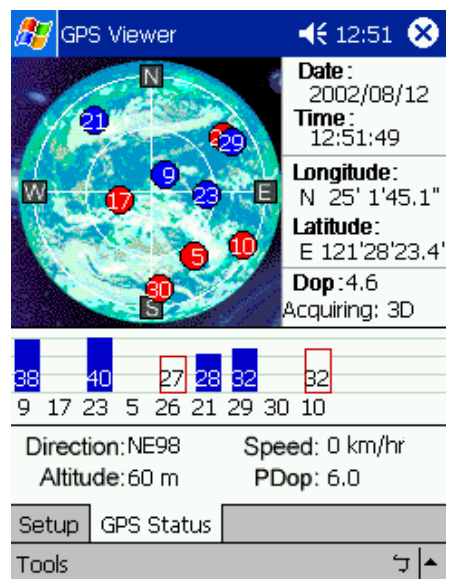 GPS Viewer 12:51
N
21
29
9
W
17
23
E
5
10
30
S
Date:
2002/08/12
Time:
12:51:49
Longitude:
N 25' 1'45.1"
Latitude:
E 121'28'23.4'
Dop:4.6
Acquiring: 3D
38 40 27 28 32 32
9 17 23 5 26 21 29 30 10
Direction:NE98 Speed: 0 km/hr
Altitude:60 m PDop: 6.0
Setup GPS Status
Tools